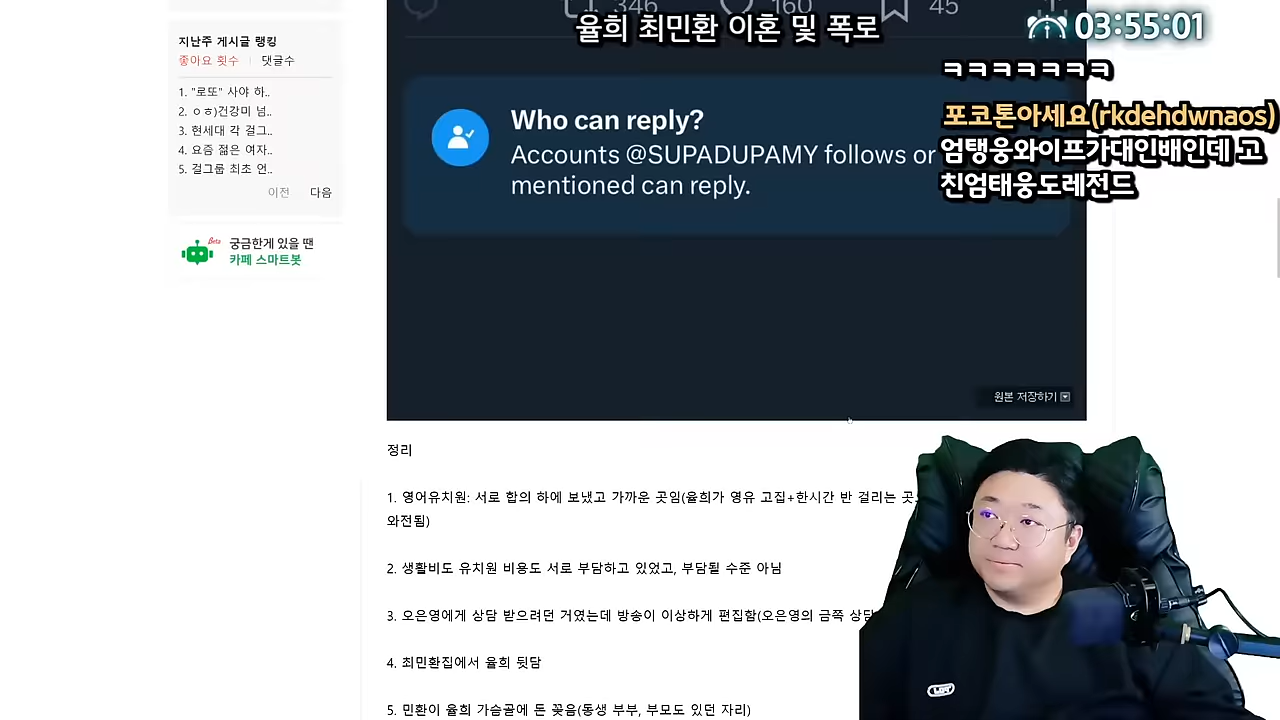 346 160 45
율희 최민환 이혼 및 폭로
03:55:01
지난주 게시글 랭킹
좋아요 횟수 댓글수
1. "로또" 사야 하..
2. ㅇㅎ)건강미 넘..
3. 현세대 각 걸그..
4. 요즘 젊은 여자..
5. 걸그룹 최초 언..
이전 다음
Beta
궁금한게 있을 땐
카페 스마트봇
Who can reply?
Accounts @SUPADUPAMY follows or
mentioned can reply.
ㅋㅋㅋㅋㅋㅋㅋ
포코톤아세요(rkdehdwnaos)
엄탱웅와이프가대인배인데 고
친엄태웅도레전드
원본 저장하기
정리
1. 영어유치원: 서로 합의 하에 보냈고 가까운 곳임(율희가 영유 고집+한시간 반 걸리는 곳
와전됨)
2. 생활비도 유치원 비용도 서로 부담하고 있었고, 부담될 수준 아님
3. 오은영에게 상담 받으려던 거였는데 방송이 이상하게 편집함(오은영의 금쪽 상담
4. 최민환집에서 율희 뒷담
5. 민환이 율희 가슴골에 돈 꽂음(동생 부부, 부모도 있던 자리)